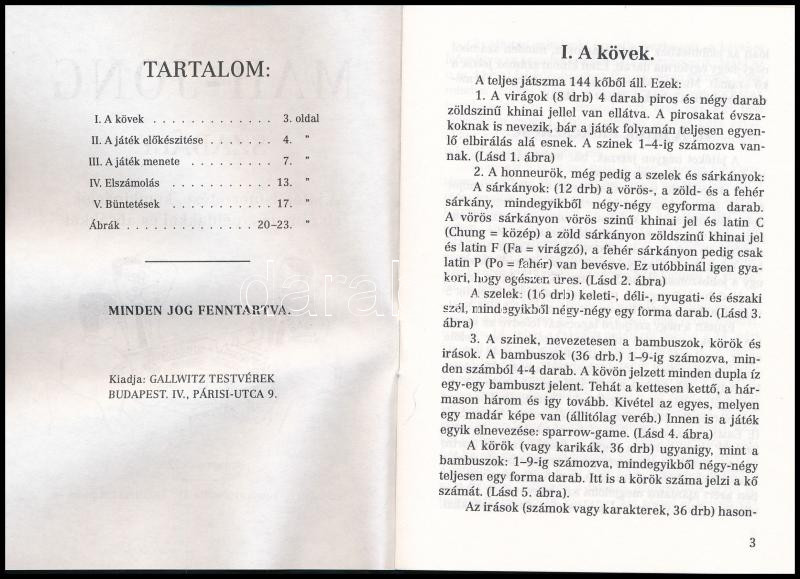 TARTALOM:
I. A kövek . . . . . . . . . . . . . 3. oldal
II. A játék előkészítése . . . . . . . 4. "
III. A játék menete . . . . . . . . . 7. "
IV. Elszámolás . . . . . . . . . . . 13. "
V. Büntetések . . . . . . . . . . . 17. "
Ábrák . . . . . . . . . . . . . . 20–23. "
MINDEN JOG FENNTARTVA.
Kiadja: GALLWITZ TESTVÉREK
BUDAPEST. IV., PÁRISI-UTCA 9.
I. A kövek.
A teljes játszma 144 kőből áll. Ezek:
1. A virágok (8 drb) 4 darab piros és négy darab
zöldszinű khinai jellel van ellátva. A pirosakat évsza-
koknak is nevezik, bár a játék folyamán teljesen egyen-
lő elbirálás alá esnek. A szinek 1–4-ig számozva van-
nak. (Lásd 1. ábra)
2. A honneurök, még pedig a szelek és sárkányok:
A sárkányok: (12 drb) a vörös-, a zöld- és a fehér
sárkány, mindegyikből négy-négy egyforma darab.
A vörös sárkányon vörös szinű khinai jel és latin C
(Chung = közép) a zöld sárkányon zöldszinű khinai jel
és latin F (Fa = virágzó), a fehér sárkányon pedig csak
latin P (Po = fehér) van bevésve. Ez utóbbinál igen gya-
kori, hogy egészen üres. (Lásd 2. ábra)
A szelek: (16 drb) keleti-, déli-, nyugati- és északi
szél, mindegyikből négy-négy egy forma darab. (Lásd 3.
ábra)
3. A szinek, nevezetesen a bambuszok, körök és
irások. A bambuszok (36 drb.) 1–9-ig számozva, min-
den számból 4-4 darab. A kövön jelzett minden dupla íz
egy-egy bambuszt jelent. Tehát a kettesen kettő, a hár-
mason három és igy tovább. Kivétel az egyes, melyen
egy madár képe van (állitólag veréb.) Innen is a játék
egyik elnevezése: sparrow-game. (Lásd 4. ábra)
A körök (vagy karikák, 36 drb) ugyanigy, mint a
bambuszok: 1–9-ig számozva, mindegyikből négy-négy
teljesen egy forma darab. Itt is a körök száma jelzi a kő
számát. (Lásd 5. ábra).
Az irások (számok vagy karakterek, 36 drb) hason-
3